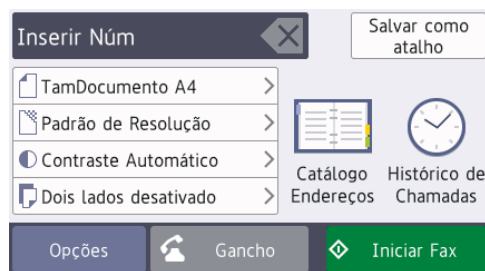 Inserir Núm
Salvar como
atalho
TamDocumento A4
Padrão de Resolução
Contraste Automático
Dois lados desativado
Catálogo
Endereços
Histórico de
Chamadas
Opções
Gancho
Iniciar Fax